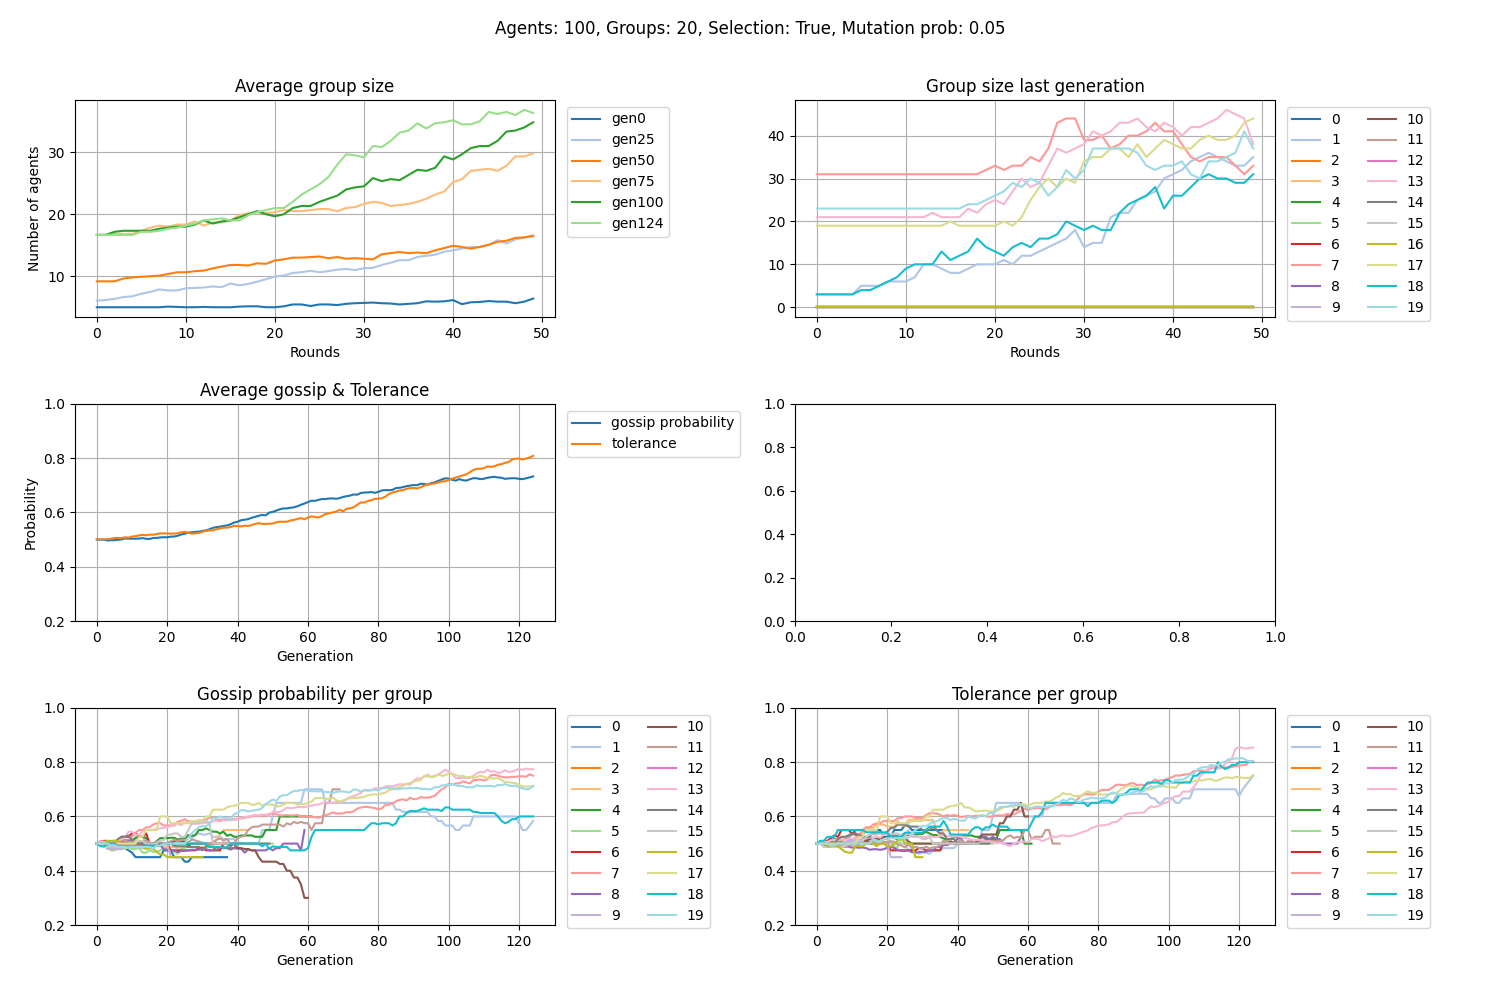 Agents: 100, Groups: 20, Selection: True, Mutation prob: 0.05
Average group size
Number of agents
30
20
10
0 10 20 30 40 50
Rounds
gen0
gen25
gen50
gen75
gen100
gen124
Group size last generation
40
30
20
10
0
0 10 20 30 40 50
Rounds
0 10
1 11
2 12
3 13
4 14
5 15
6 16
7 17
8 18
9 19
Average gossip & Tolerance
Probability
1.0
0.8
0.6
0.4
0.2
0 20 40 60 80 100 120
Generation
gossip probability
tolerance
1.0
0.8
0.6
0.4
0.2
0.0
0.0 0.2 0.4 0.6 0.8 1.0
Gossip probability per group
1.0
0.8
0.6
0.4
0.2
0 20 40 60 80 100 120
Generation
0 10
1 11
2 12
3 13
4 14
5 15
6 16
7 17
8 18
9 19
Tolerance per group
1.0
0.8
0.6
0.4
0.2
0 20 40 60 80 100 120
Generation
0 10
1 11
2 12
3 13
4 14
5 15
6 16
7 17
8 18
9 19